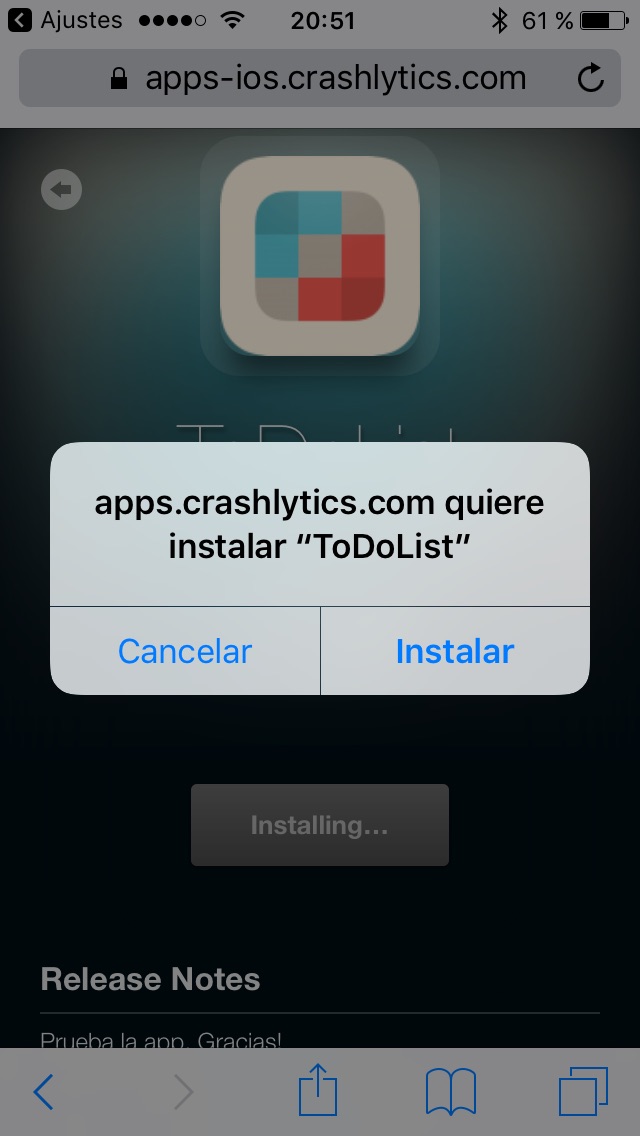 Ajustes 20:51 61 %
apps-ios.crashlytics.com
apps.crashlytics.com quiere
instalar “ToDoList”
Cancelar Instalar
Installing...
Release Notes
Prueba la app. Gracias!